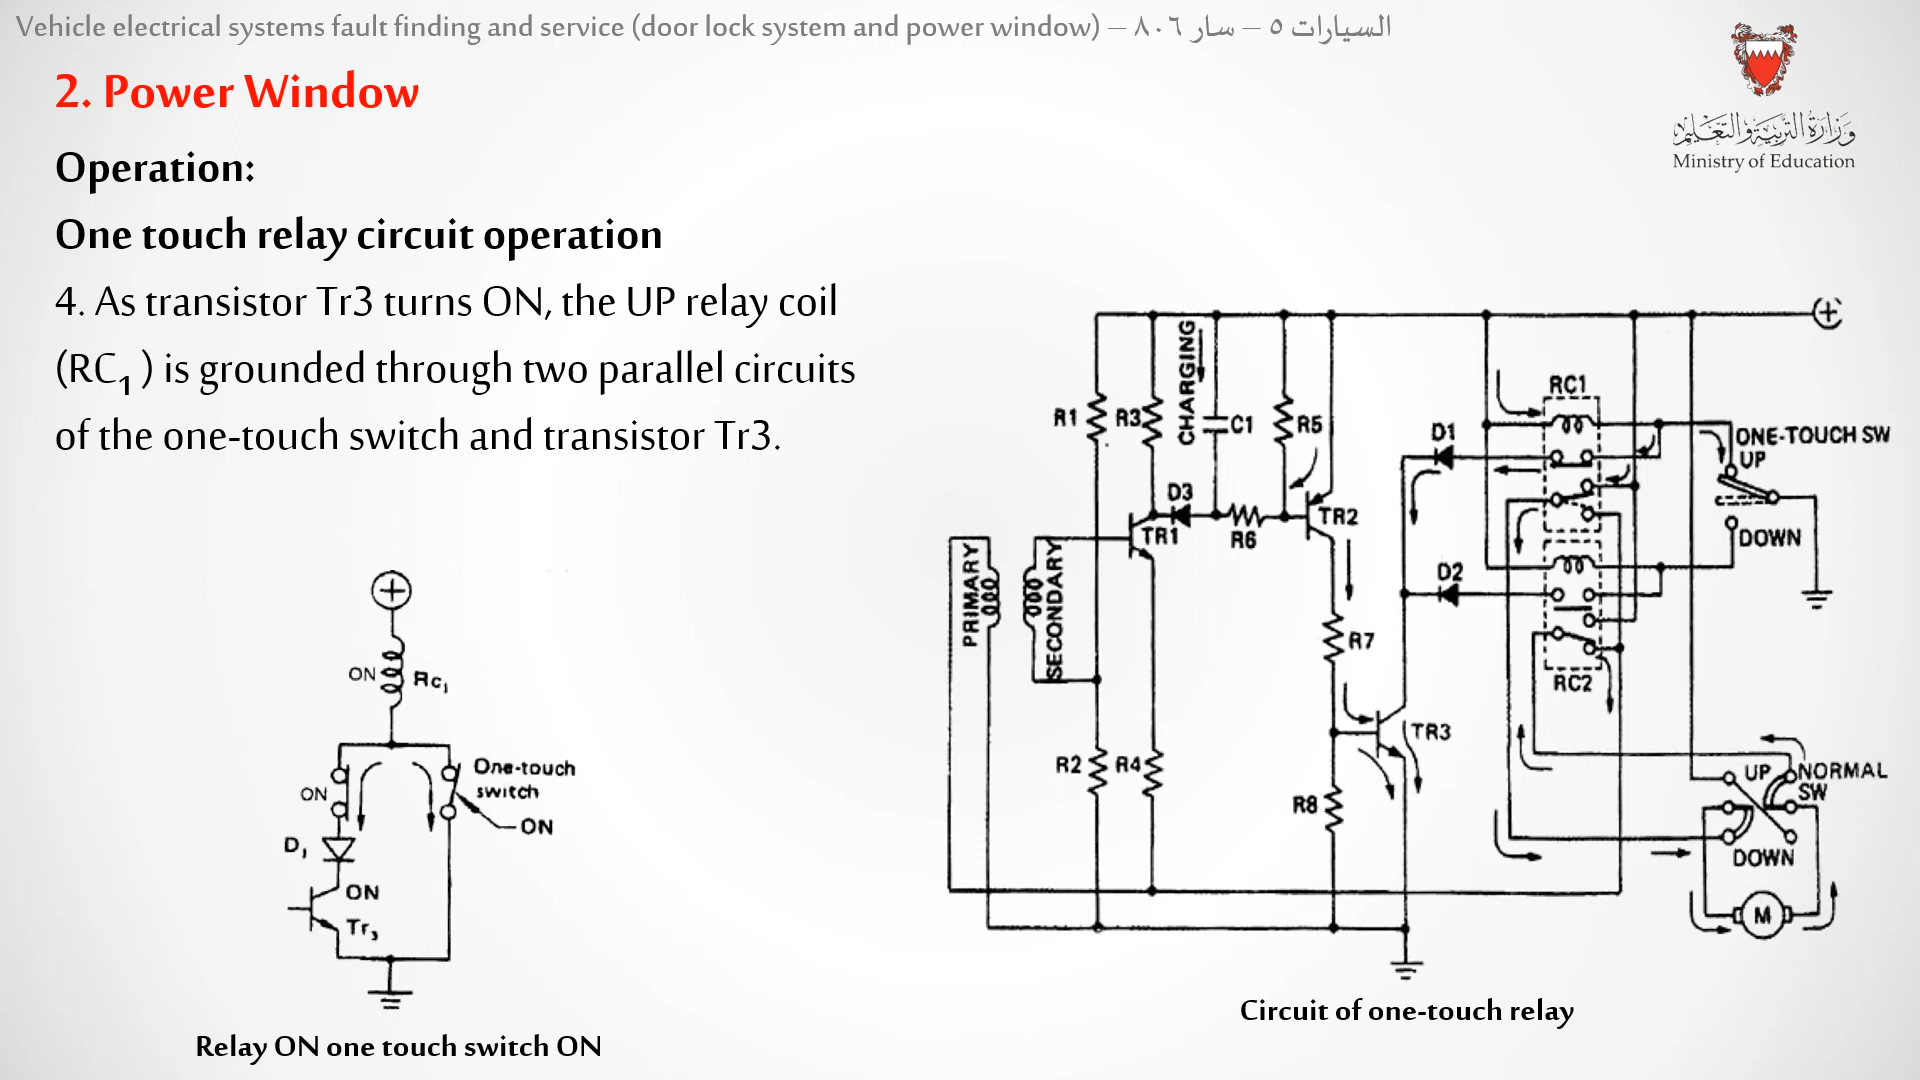 Vehicle electrical systems fault finding and service (door lock system and power window) – السيارات ٥ – سار ٨٠٦
2. Power Window
وزارة التربية والتعليم
Ministry of Education
Operation:
One touch relay circuit operation
4. As transistor Tr3 turns ON, the UP relay coil
(RC₁ ) is grounded through two parallel circuits
of the one-touch switch and transistor Tr3.
ON
Rc₁
One-touch
switch
ON
ON
D₁
ON
Tr₃
Relay ON one touch switch ON
CHARGING
RC1
R1
R3
C1
R5
D1
ONE-TOUCH SW
UP
D3
R6
TR1
TR2
DOWN
PRIMARY
SECONDARY
D2
R7
RC2
TR3
R2
R4
R8
UP
NORMAL
SW
DOWN
M
Circuit of one-touch relay